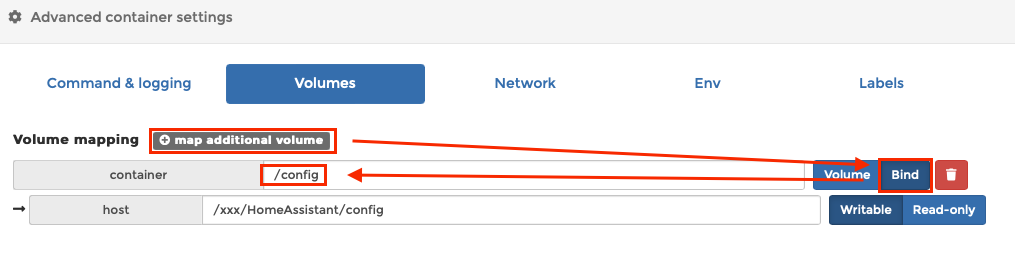 Advanced container settings
Command & logging Volumes Network Env Labels
Volume mapping map additional volume
container /config Volume Bind
host /xxx/HomeAssistant/config Writable Read-only